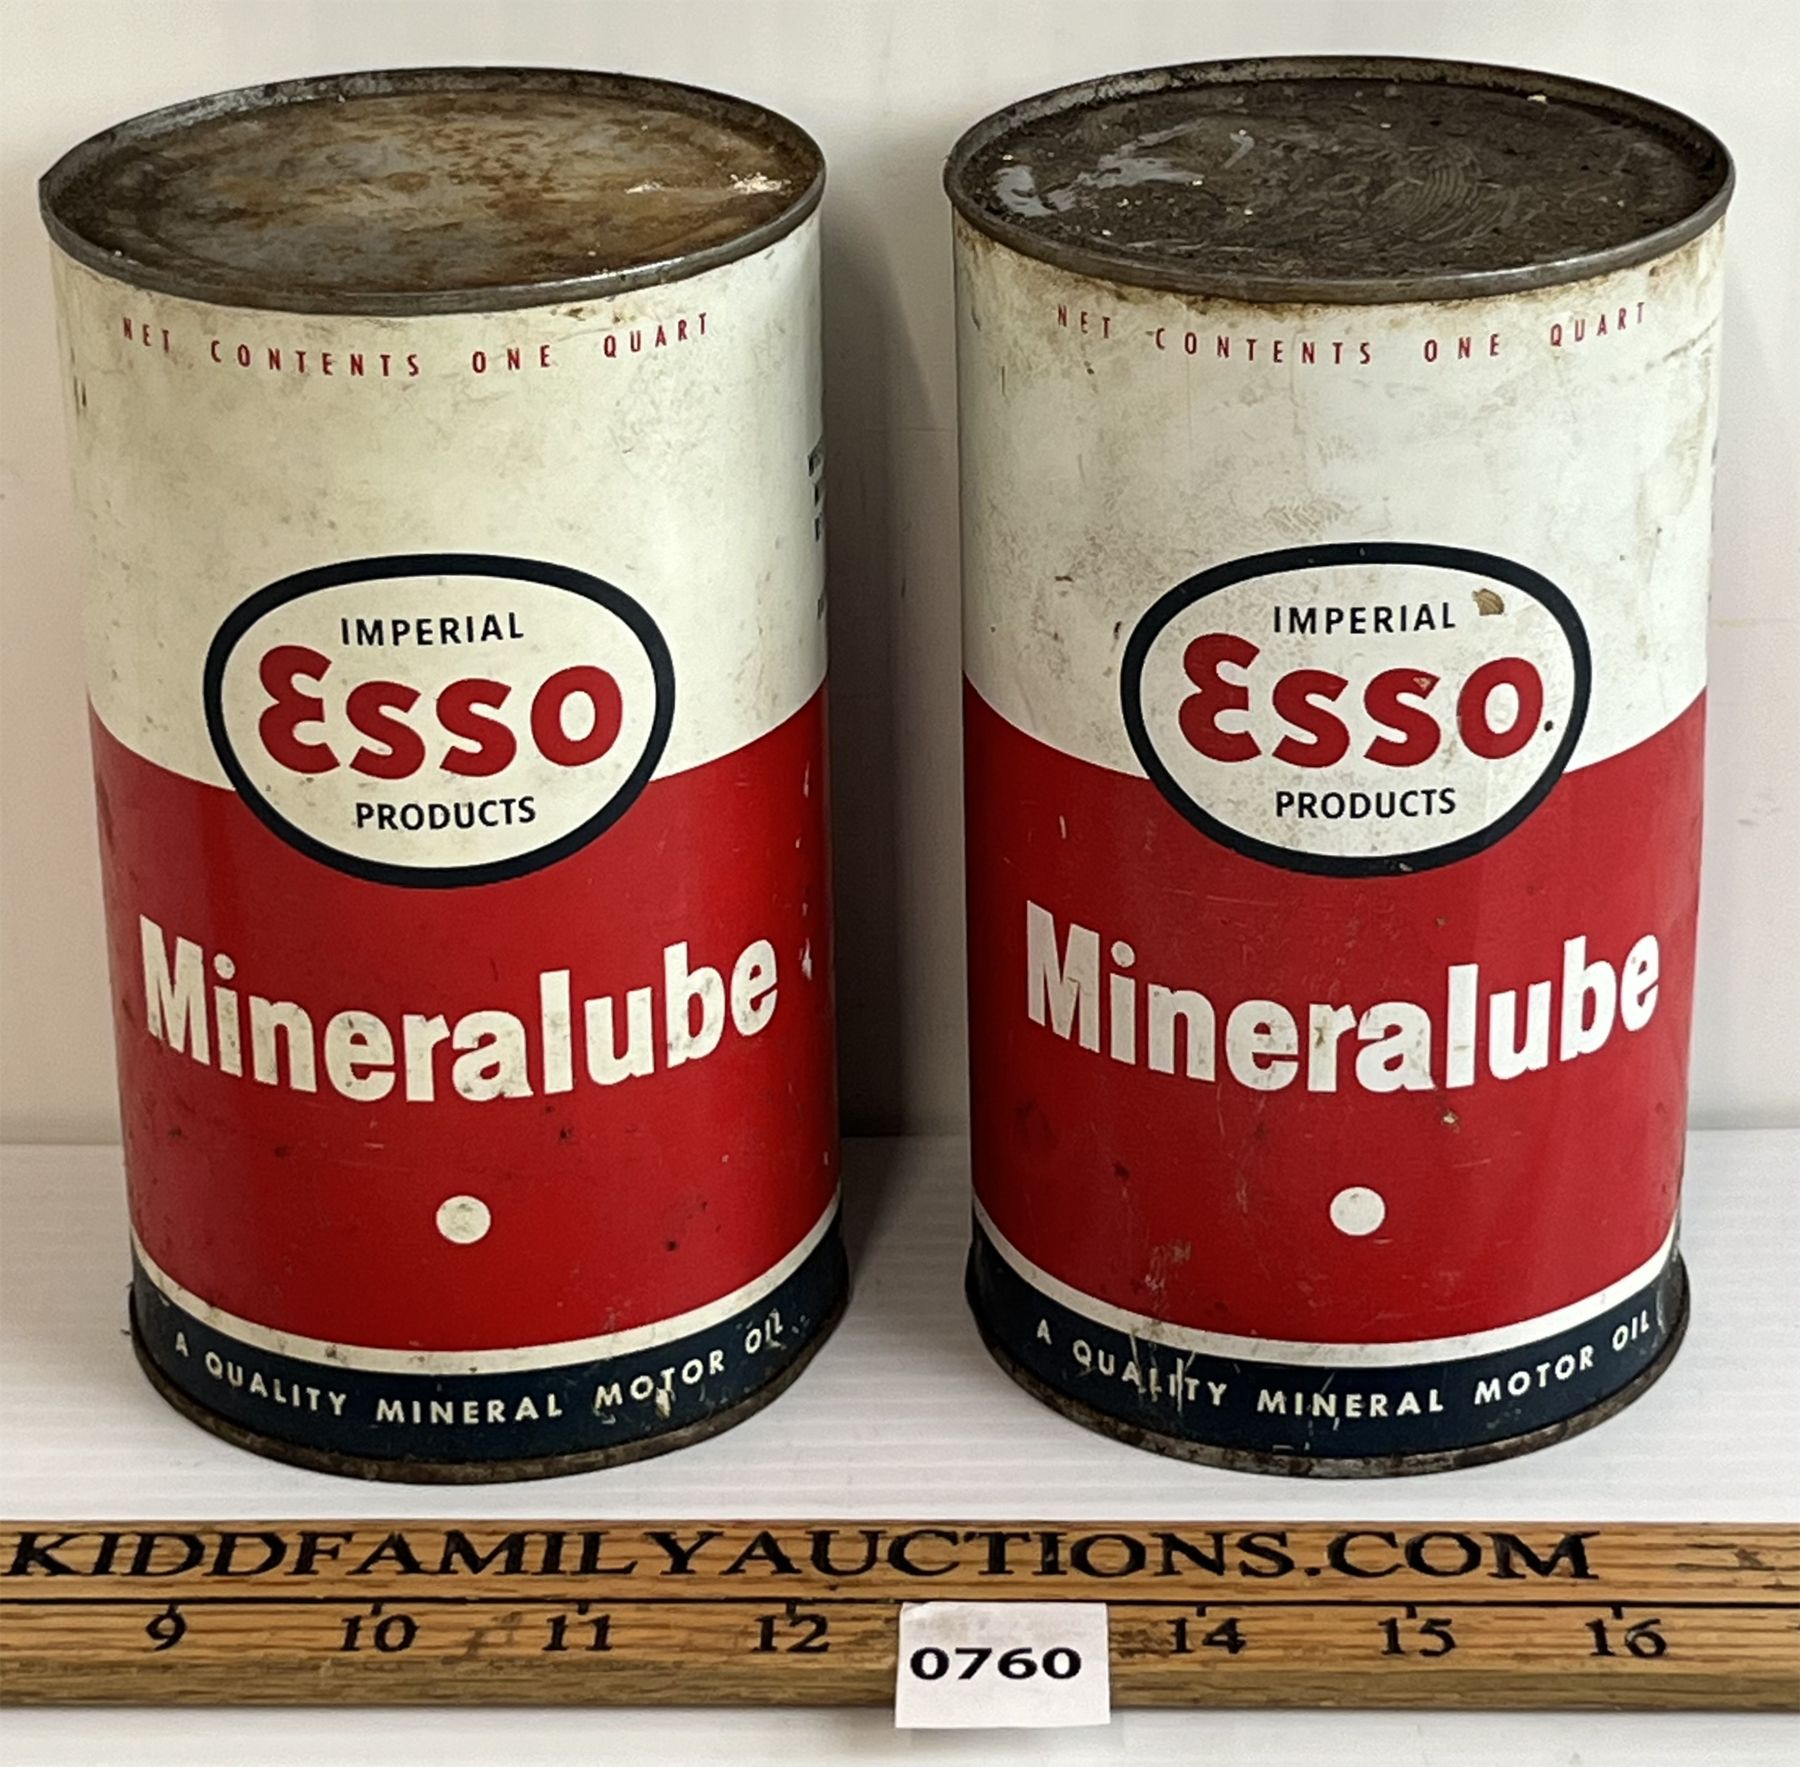 NET CONTENTS ONE QUART
IMPERIAL
Esso
PRODUCTS
Mineralube
A QUALITY MINERAL MOTOR OIL
NET CONTENTS ONE QUART
IMPERIAL
Esso
PRODUCTS
Mineralube
A QUALITY MINERAL MOTOR OIL
KIDDFAMILYAUCTIONS.COM
9 10 11 12 14 15 16
0760